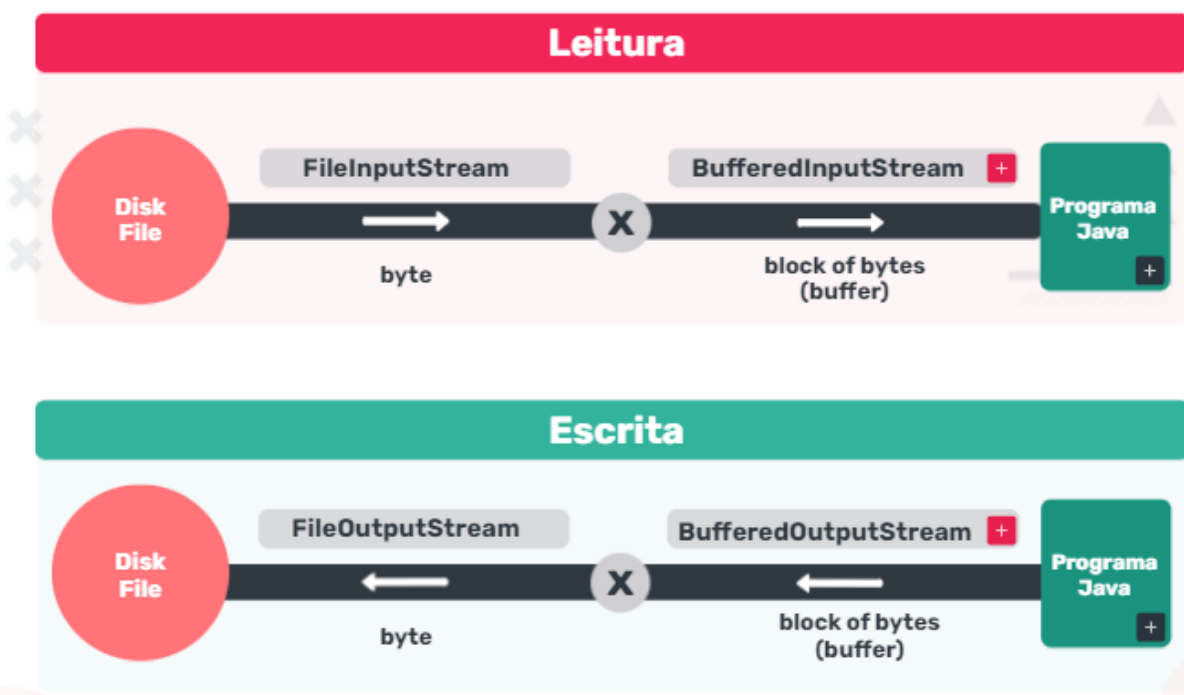 Leitura
FileInputStream
BufferedInputStream +
Disk
File
X
Programa
Java
byte
block of bytes
(buffer)
+
Escrita
FileOutputStream
BufferedOutputStream +
Disk
File
X
Programa
Java
byte
block of bytes
(buffer)
+